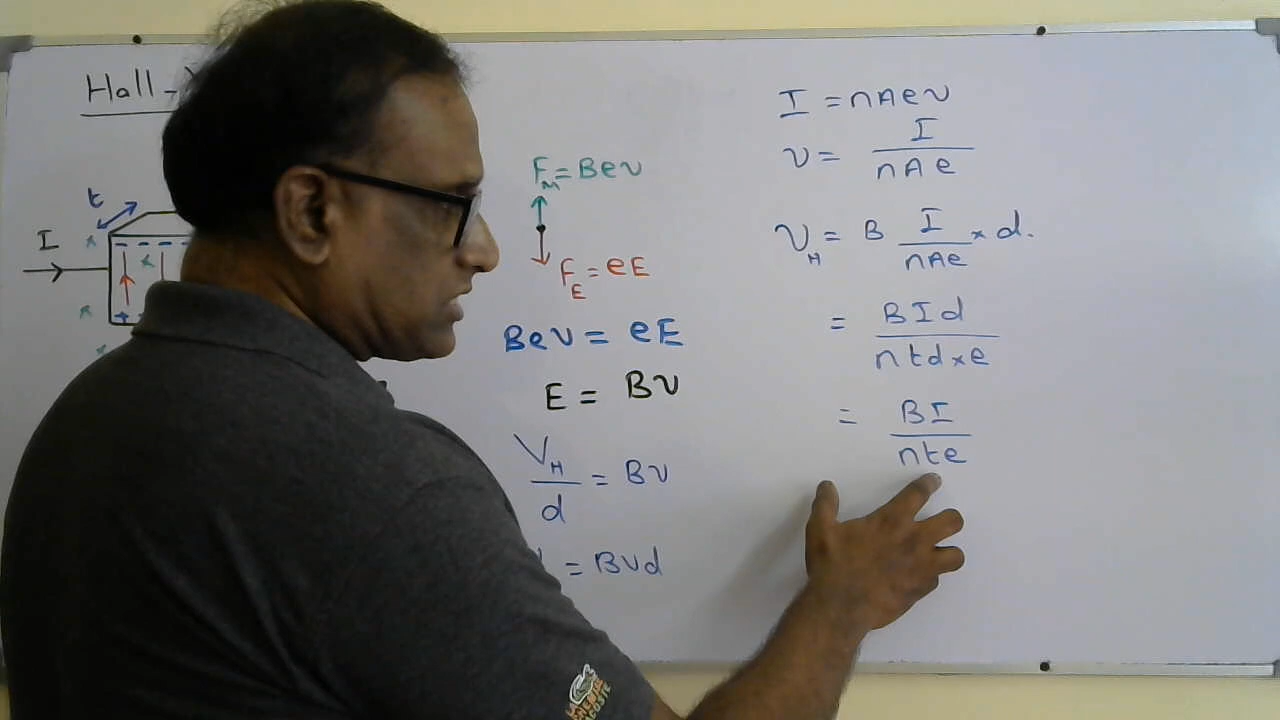 Hall -
t
I
F_M = Bev
F_E = eE
Bev = eE
E = Bv
V_H / d = Bv
= Bvd
I = nAev
v = I / nAe
V_H = B I / nAe × d.
= BId / ntd×e
= BI / nte